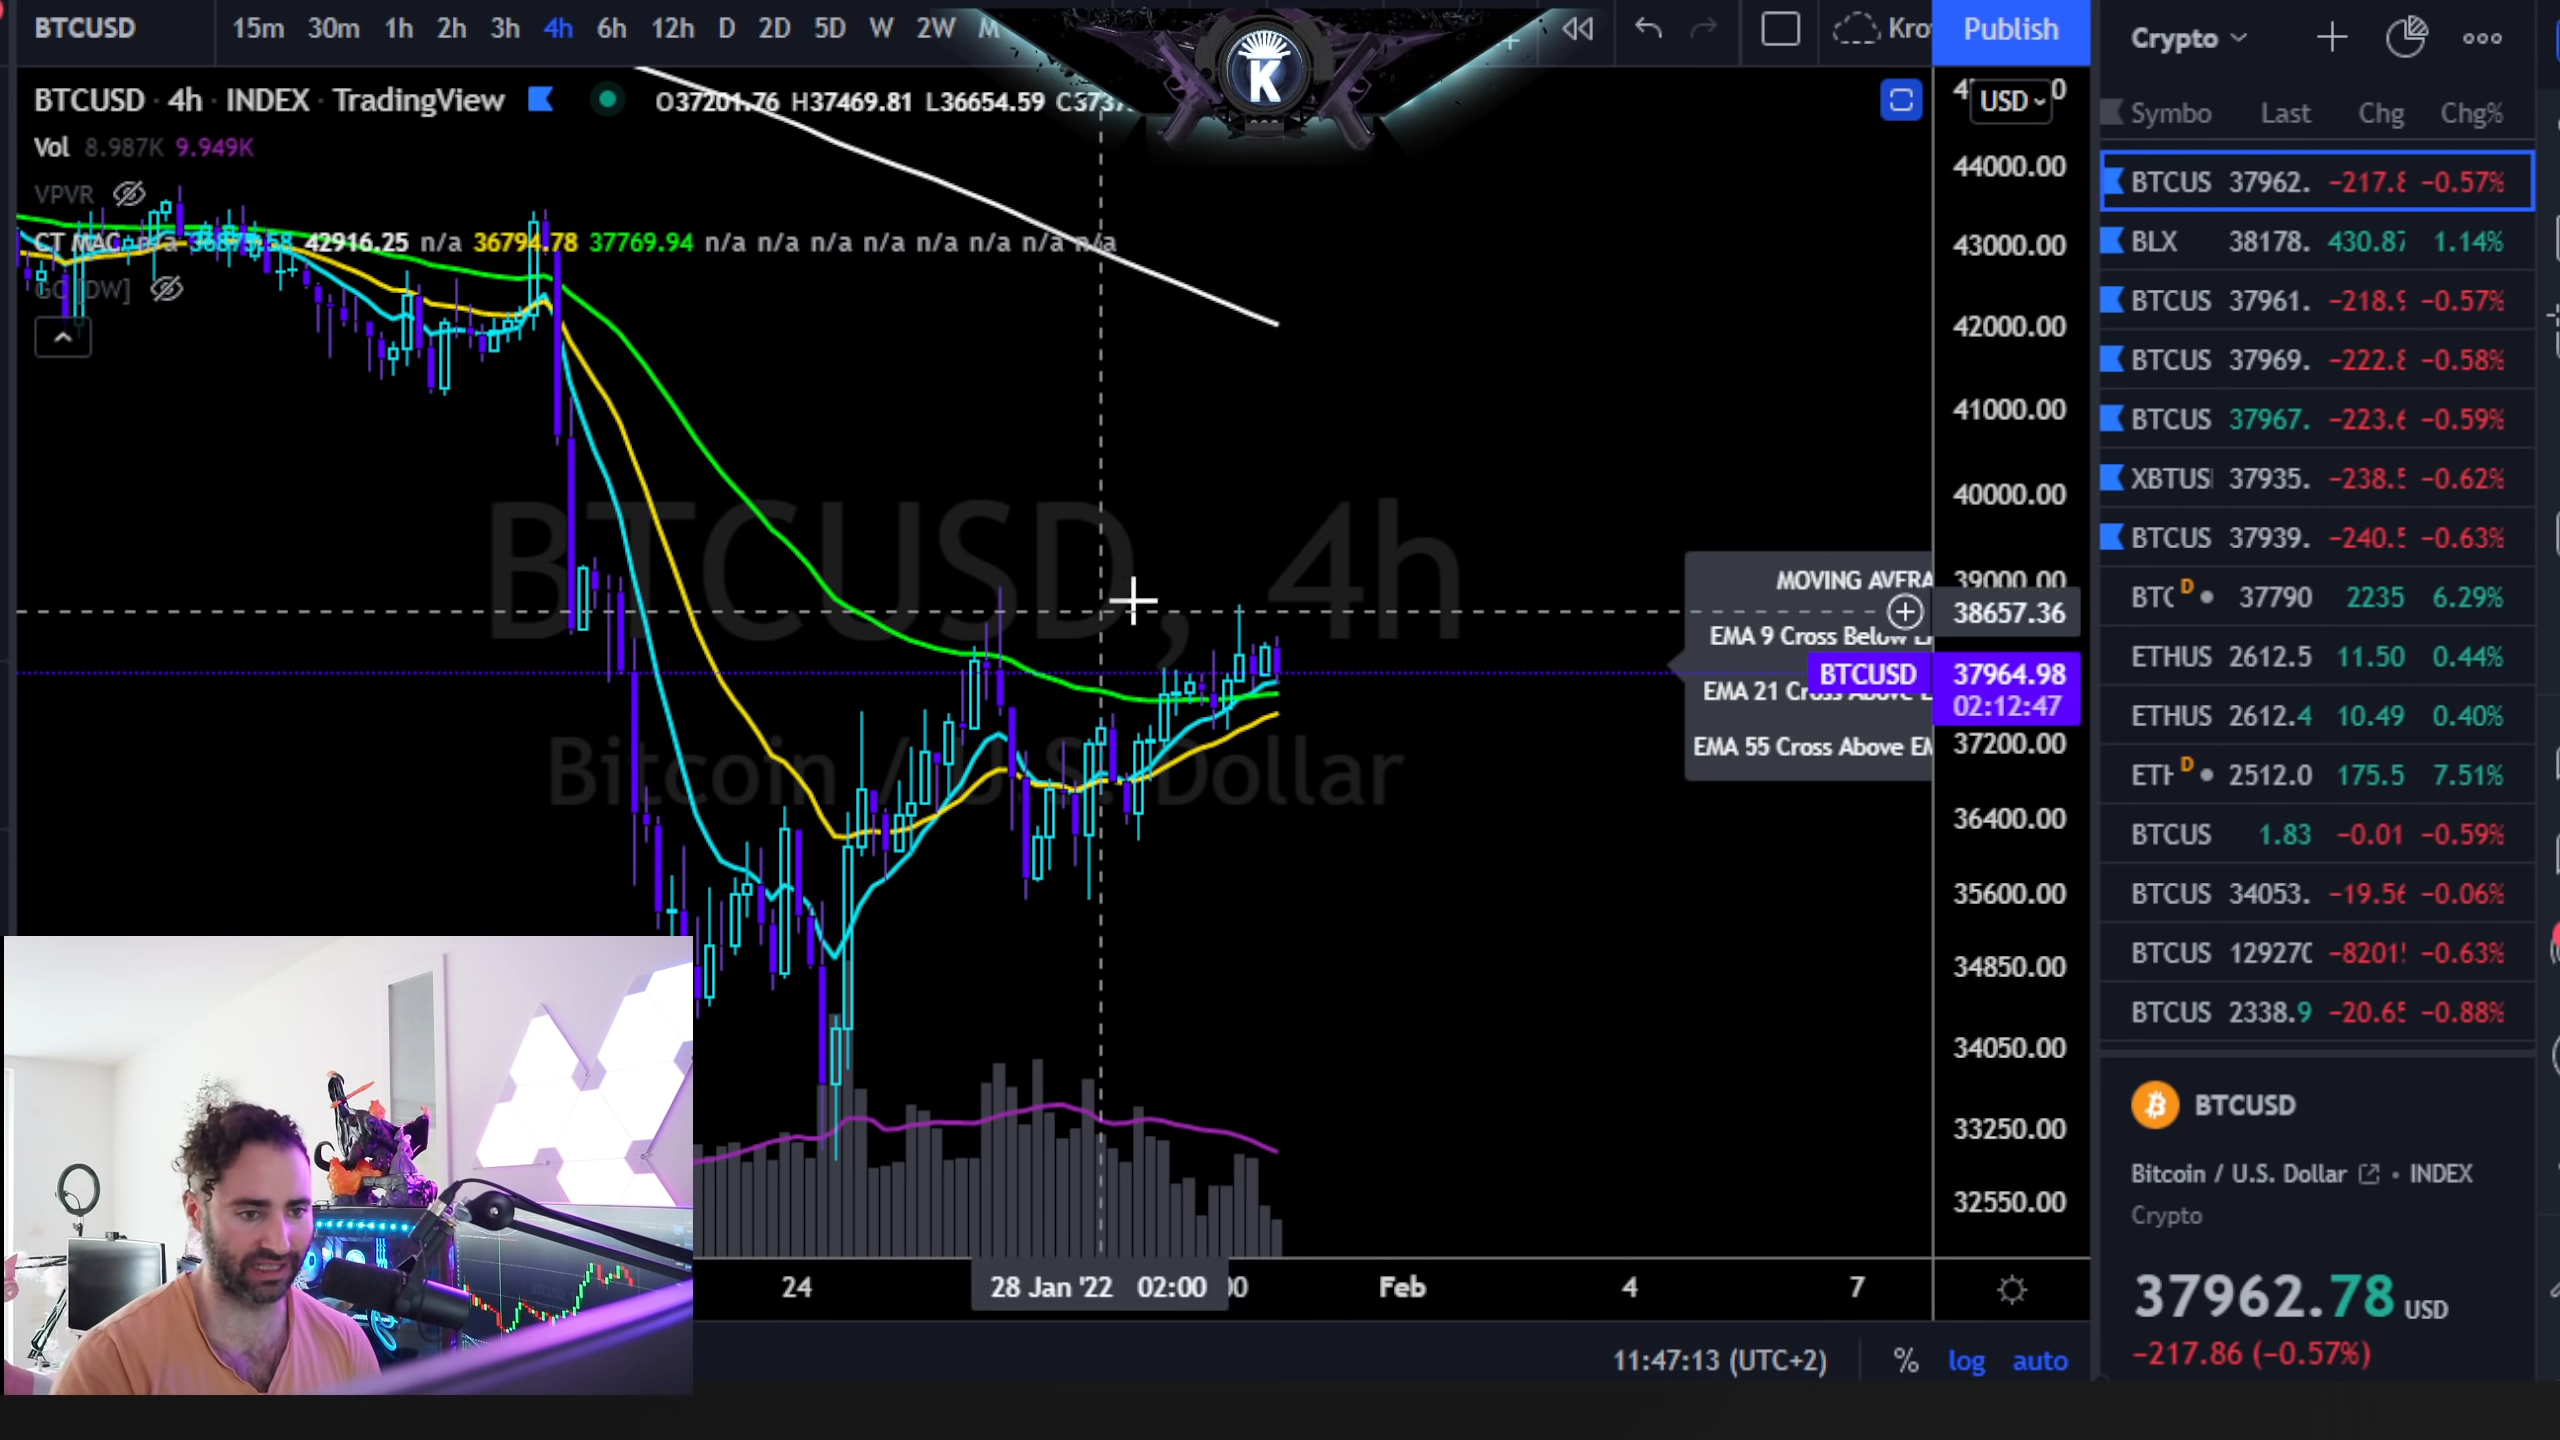 BTCUSD
15m 30m 1h 2h 3h 4h 6h 12h D 2D 5D W 2W M
K
Kro
Publish
BTCUSD · 4h · INDEX · TradingView
O37201.76 H37469.81 L36654.59 C373
Vol 8.987K 9.949K
VPVR
CT MAC n/a 42916.25 n/a 36794.78 37769.94 n/a n/a n/a n/a n/a n/a n/a n/a
GC [DW]
BTCUSD, 4h
Bitcoin / U.S. Dollar
USD
44000.00
43000.00
42000.00
41000.00
40000.00
39000.00
38657.36
37964.98
02:12:47
37200.00
36400.00
35600.00
34850.00
34050.00
33250.00
32550.00
MOVING AVERA
EMA 9 Cross Below
BTCUSD
EMA 21 Cross Above
EMA 55 Cross Above EM
24
28 Jan '22 02:00
Feb
4
7
11:47:13 (UTC+2)
%
log
auto
Crypto
Symbo Last Chg Chg%
BTCUS 37962. −217.8 −0.57%
BLX 38178. 430.87 1.14%
BTCUS 37961. −218.9 −0.57%
BTCUS 37969. −222.8 −0.58%
BTCUS 37967. −223.6 −0.59%
XBTUS 37935. −238.5 −0.62%
BTCUS 37939. −240.5 −0.63%
BTC D 37790 2235 6.29%
ETHUS 2612.5 11.50 0.44%
ETHUS 2612.4 10.49 0.40%
ETH D 2512.0 175.5 7.51%
BTCUS 1.83 −0.01 −0.59%
BTCUS 34053. −19.56 −0.06%
BTCUS 129270 −8201 −0.63%
BTCUS 2338.9 −20.65 −0.88%
BTCUSD
Bitcoin / U.S. Dollar • INDEX
Crypto
37962.78 USD
−217.86 (−0.57%)